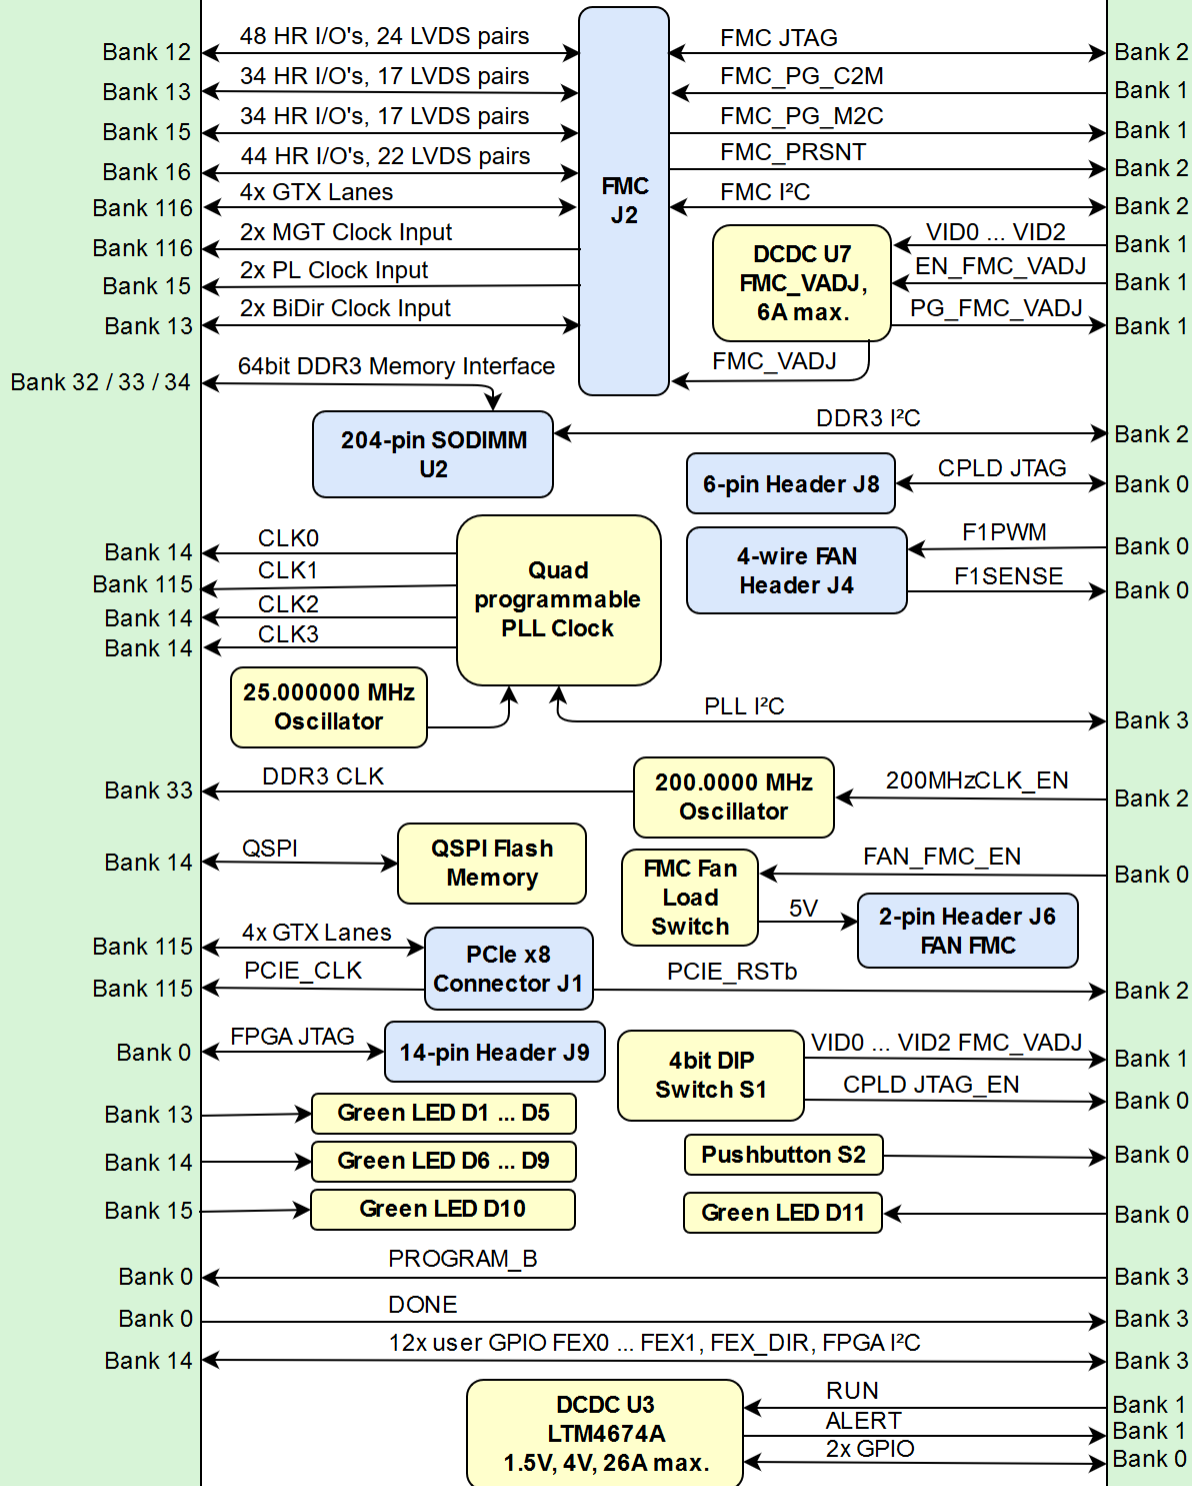 Bank 12
48 HR I/O's, 24 LVDS pairs
FMC JTAG
Bank 2
Bank 13
34 HR I/O's, 17 LVDS pairs
FMC_PG_C2M
Bank 1
Bank 15
34 HR I/O's, 17 LVDS pairs
FMC_PG_M2C
Bank 1
Bank 16
44 HR I/O's, 22 LVDS pairs
FMC_PRSNT
Bank 2
FMC
J2
Bank 116
4x GTX Lanes
FMC I²C
Bank 2
Bank 116
2x MGT Clock Input
VID0 ... VID2
Bank 1
DCDC U7
FMC_VADJ,
6A max.
Bank 15
2x PL Clock Input
EN_FMC_VADJ
Bank 1
Bank 13
2x BiDir Clock Input
PG_FMC_VADJ
Bank 1
Bank 32 / 33 / 34
64bit DDR3 Memory Interface
FMC_VADJ
204-pin SODIMM
U2
DDR3 I²C
Bank 2
6-pin Header J8
CPLD JTAG
Bank 0
Bank 14
CLK0
Bank 115
CLK1
Bank 14
CLK2
Bank 14
CLK3
Quad
programmable
PLL Clock
4-wire FAN
Header J4
F1PWM
Bank 0
F1SENSE
Bank 0
25.000000 MHz
Oscillator
PLL I²C
Bank 3
Bank 33
DDR3 CLK
200.0000 MHz
Oscillator
200MHzCLK_EN
Bank 2
Bank 14
QSPI
QSPI Flash
Memory
FMC Fan
Load
Switch
FAN_FMC_EN
Bank 0
5V
2-pin Header J6
FAN FMC
Bank 115
4x GTX Lanes
PCIe x8
Connector J1
Bank 115
PCIE_CLK
PCIE_RSTb
Bank 2
Bank 0
FPGA JTAG
14-pin Header J9
4bit DIP
Switch S1
VID0 ... VID2 FMC_VADJ
Bank 1
CPLD JTAG_EN
Bank 0
Bank 13
Green LED D1 ... D5
Bank 14
Green LED D6 ... D9
Pushbutton S2
Bank 0
Bank 15
Green LED D10
Green LED D11
Bank 0
Bank 0
PROGRAM_B
Bank 3
Bank 0
DONE
Bank 3
Bank 14
12x user GPIO FEX0 ... FEX1, FEX_DIR, FPGA I²C
Bank 3
DCDC U3
LTM4674A
1.5V, 4V, 26A max.
RUN
Bank 1
ALERT
Bank 1
2x GPIO
Bank 0